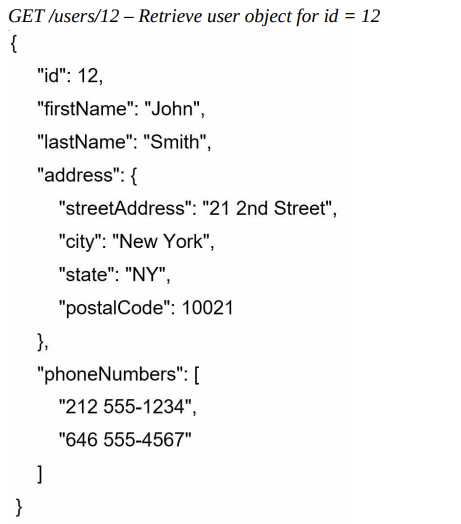 GET /users/12 – Retrieve user object for id = 12
{
"id": 12,
"firstName": "John",
"lastName": "Smith",
"address": {
"streetAddress": "21 2nd Street",
"city": "New York",
"state": "NY",
"postalCode": 10021
},
"phoneNumbers": [
"212 555-1234",
"646 555-4567"
]
}